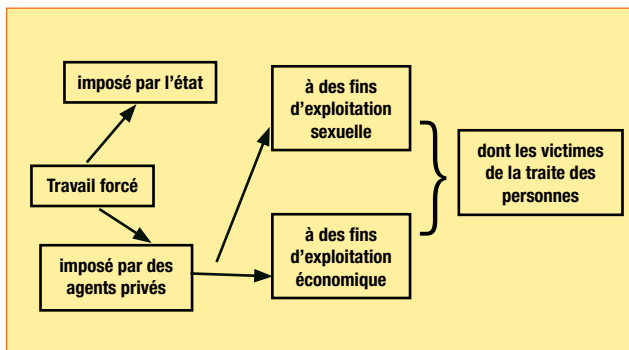 imposé par l'état
Travail forcé
imposé par des
agents privés
à des fins
d'exploitation
sexuelle
à des fins
d'exploitation
économique
dont les victimes
de la traite des
personnes